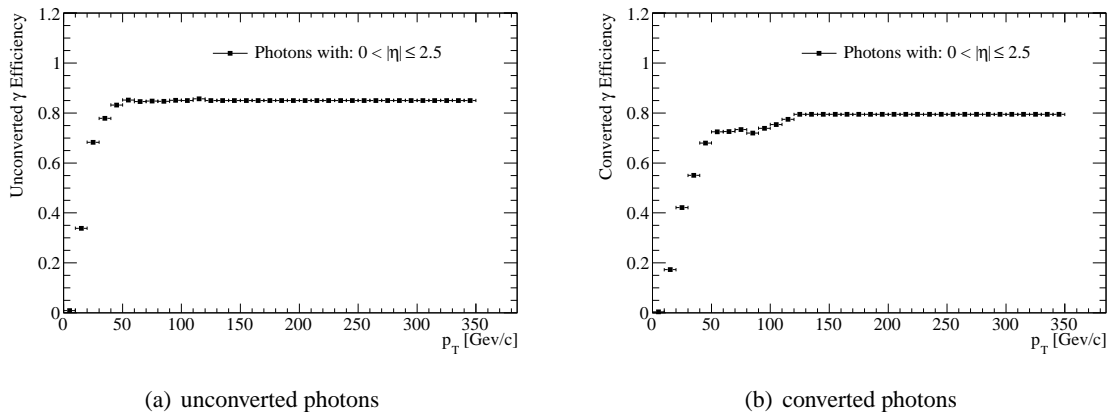 Unconverted γ Efficiency
1.2
1
0.8
0.6
0.4
0.2
0
Photons with: 0 < |η| ≤ 2.5
0 50 100 150 200 250 300 350
p_T [Gev/c]
(a) unconverted photons
Converted γ Efficiency
1.2
1
0.8
0.6
0.4
0.2
0
Photons with: 0 < |η| ≤ 2.5
0 50 100 150 200 250 300 350
p_T [Gev/c]
(b) converted photons